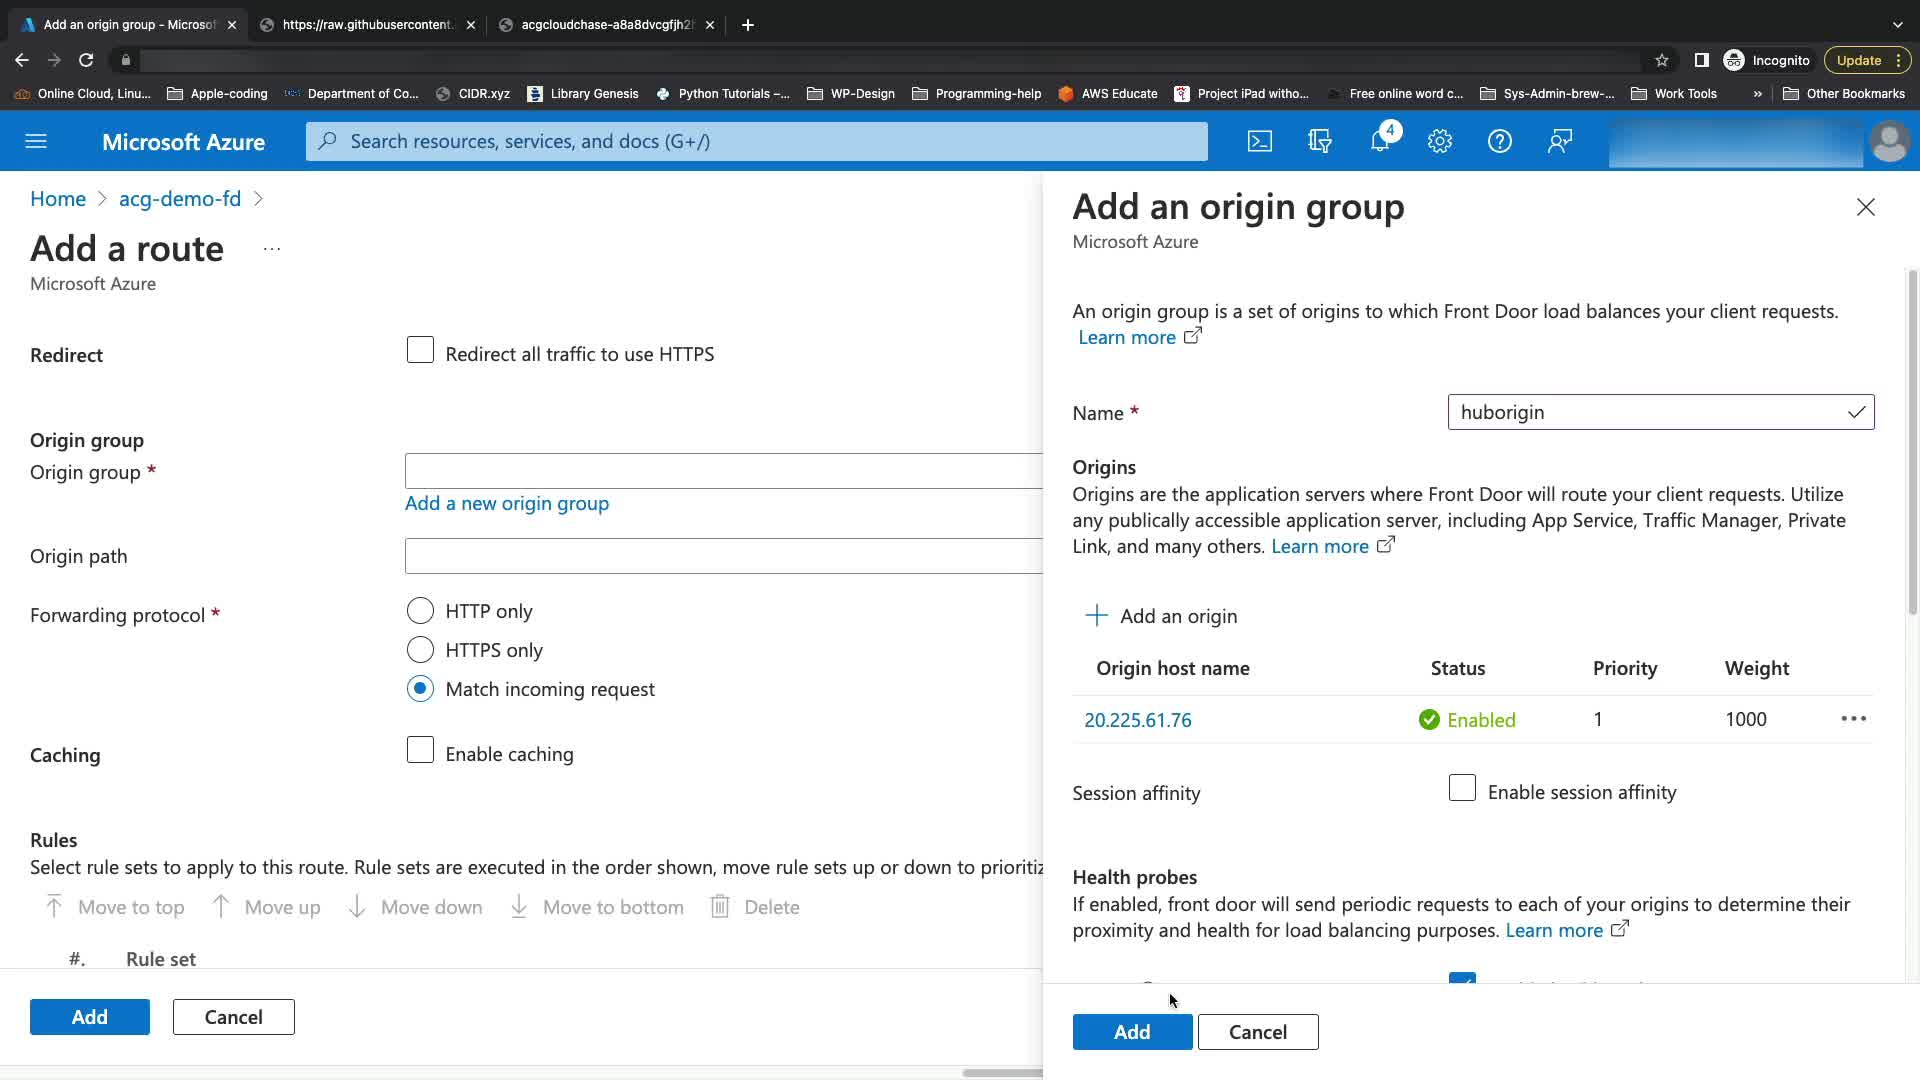 Add an origin group - Microsof
https://raw.githubusercontent.
acgcloudchase-a8a8dvcgfjh2
Incognito
Update
Online Cloud, Linu...
Apple-coding
Department of Co...
CIDR.xyz
Library Genesis
Python Tutorials –...
WP-Design
Programming-help
AWS Educate
Project iPad witho...
Free online word c...
Sys-Admin-brew-...
Work Tools
»
Other Bookmarks
Microsoft Azure
Search resources, services, and docs (G+/)
4
Home > acg-demo-fd >
Add a route ...
Microsoft Azure
Redirect
Redirect all traffic to use HTTPS
Origin group
Origin group *
Add a new origin group
Origin path
Forwarding protocol *
HTTP only
HTTPS only
Match incoming request
Caching
Enable caching
Rules
Select rule sets to apply to this route. Rule sets are executed in the order shown, move rule sets up or down to prioritiz
Move to top
Move up
Move down
Move to bottom
Delete
#. Rule set
Add
Cancel
Add an origin group
Microsoft Azure
An origin group is a set of origins to which Front Door load balances your client requests.
Learn more
Name *
huborigin
Origins
Origins are the application servers where Front Door will route your client requests. Utilize
any publically accessible application server, including App Service, Traffic Manager, Private
Link, and many others. Learn more
Add an origin
Origin host name Status Priority Weight
20.225.61.76 Enabled 1 1000 ...
Session affinity
Enable session affinity
Health probes
If enabled, front door will send periodic requests to each of your origins to determine their
proximity and health for load balancing purposes. Learn more
Add
Cancel